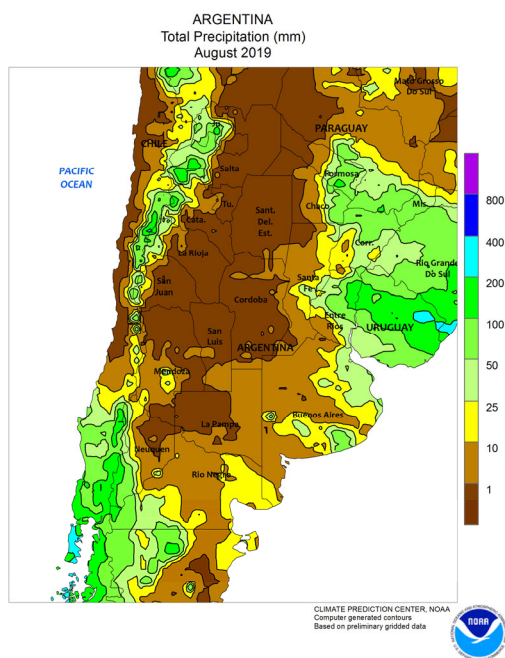 ARGENTINA
Total Precipitation (mm)
August 2019
Mato Grosso
Do Sul
PARAGUAY
CHILE
PACIFIC
OCEAN
Salta
Formosa
Tu.
Chaco
Mis.
Cata.
Sant.
Del.
Est.
Corr.
La Rioja
Rio Grande
Do Sul
San
Juan
Santa
Fe
Cordoba
Entre
Rios
San
Luis
URUGUAY
ARGENTINA
Mendoza
Buenos Aires
La Pampa
Neuquen
Rio Negro
800
400
200
100
50
25
10
1
CLIMATE PREDICTION CENTER, NOAA
Computer generated contours
Based on preliminary gridded data
NOAA